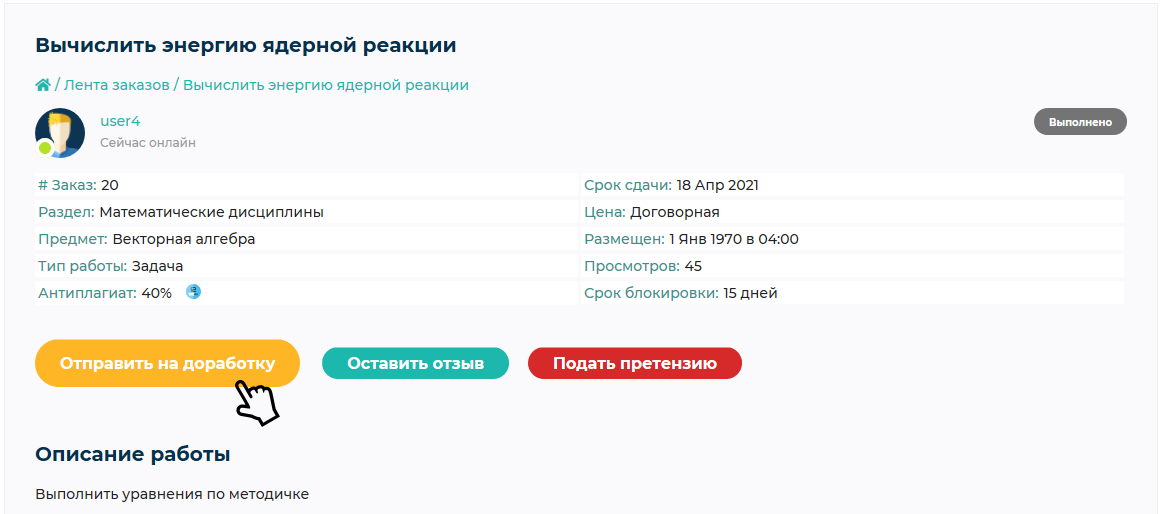 Вычислить энергию ядерной реакции
/ Лента заказов / Вычислить энергию ядерной реакции
user4
Сейчас онлайн
Выполнено
# Заказ: 20
Срок сдачи: 18 Апр 2021
Раздел: Математические дисциплины
Цена: Договорная
Предмет: Векторная алгебра
Размещен: 1 Янв 1970 в 04:00
Тип работы: Задача
Просмотров: 45
Антиплагиат: 40%
Срок блокировки: 15 дней
Отправить на доработку
Оставить отзыв
Подать претензию
Описание работы
Выполнить уравнения по методичке